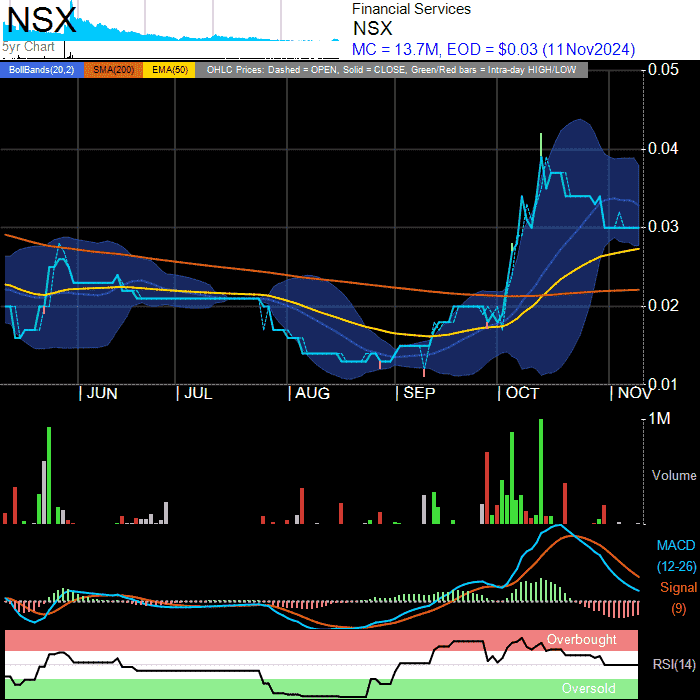 NSX
5yr Chart
Financial Services
NSX
MC = 13.7M, EOD = $0.03 (11Nov2024)
BollBands(20,2) SMA(200) EMA(50) OHLC Prices: Dashed = OPEN, Solid = CLOSE, Green/Red bars = Intra-day HIGH/LOW
0.05
0.04
0.03
0.02
0.01
| JUN | JUL | AUG | SEP | OCT | NOV
1M
Volume
MACD
(12-26)
Signal
(9)
Overbought
RSI(14)
Oversold